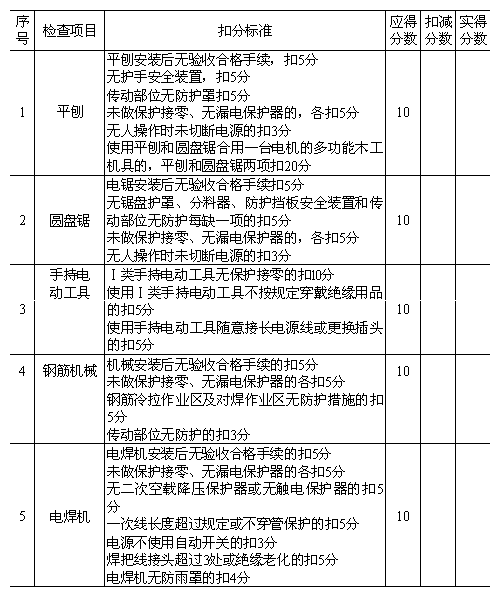 序号 检查项目 扣分标准 应得分数 扣减分数 实得分数
1 平刨 10
平刨安装后无验收合格手续，扣5分
无护手安全装置，扣5分
传动部位无防护罩扣5分
未做保护接零、无漏电保护器的，各扣5分
无人操作时未切断电源的扣3分
使用平刨和圆盘锯合用一台电机的多功能木工
机具的，平刨和圆盘锯两项扣20分
2 圆盘锯 10
电锯安装后无验收合格手续扣5分
无锯盘护罩、分料器、防护挡板安全装置和传
动部位无防护每缺一项的扣5分
未做保护接零、无漏电保护器的，各扣5分
无人操作时未切断电源的扣3分
3 手持电动工具 10
Ⅰ类手持电动工具无保护接零的扣10分
使用Ⅰ类手持电动工具不按规定穿戴绝缘用品
的扣5分
使用手持电动工具随意接长电源线或更换插头
的扣5分
4 钢筋机械 10
机械安装后无验收合格手续的扣5分
未做保护接零、无漏电保护器的各扣5分
钢筋冷拉作业区及对焊作业区无防护措施的扣
5分
传动部位无防护的扣3分
5 电焊机 10
电焊机安装后无验收合格手续的扣5分
未做保护接零、无漏电保护器的各扣5分
无二次空载降压保护器或无触电保护器的扣5
分
一次线长度超过规定或不穿管保护的扣5分
电源不使用自动开关的扣3分
焊把线接头超过3处或绝缘老化的扣5分
电焊机无防雨罩的扣4分